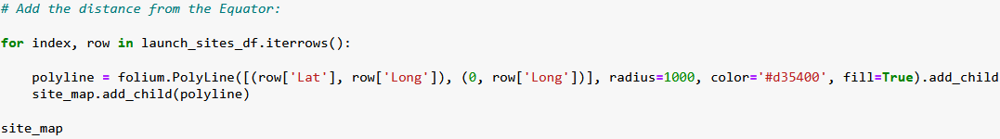 # Add the distance from the Equator:
for index, row in launch_sites_df.iterrows():
polyline = folium.PolyLine([(row['Lat'], row['Long']), (0, row['Long'])], radius=1000, color='#d35400', fill=True).add_child
site_map.add_child(polyline)
site_map